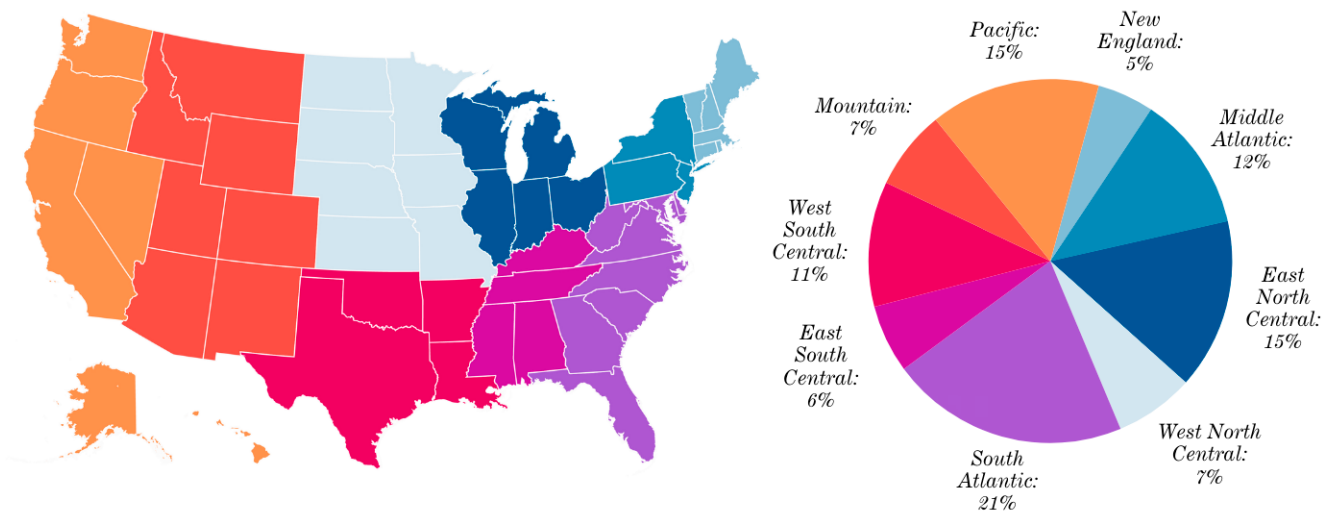 Pacific:
15%
New
England:
5%
Middle
Atlantic:
12%
East
North
Central:
15%
West North
Central:
7%
South
Atlantic:
21%
East
South
Central:
6%
West
South
Central:
11%
Mountain:
7%